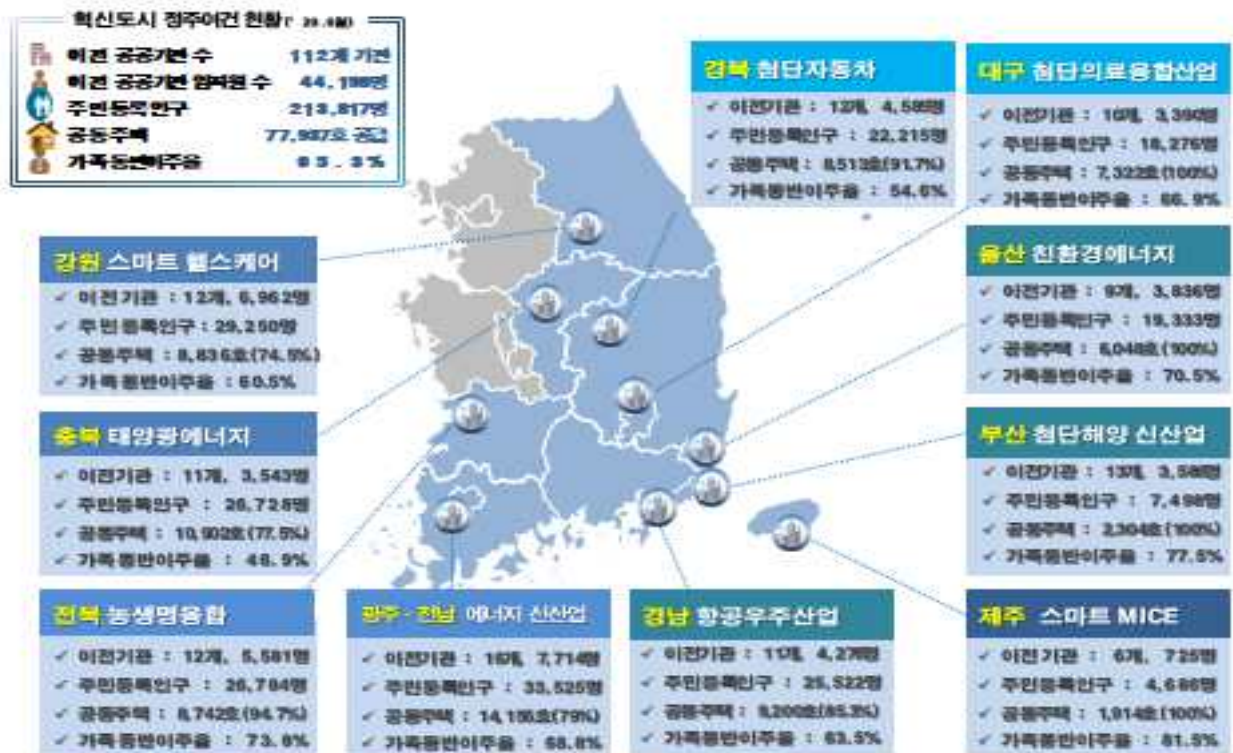 혁신도시 정주여건 현황('20.6월)
이전 공공기관 수 112개 기관
이전 공공기관 임직원 수 44,196명
주민등록인구 213,817명
공동주택 77,987호 공급
가족동반이주율
경북 첨단자동차
✓ 이전기관 : 12개, 4,589명
✓ 주민등록인구 : 22,215명
✓ 공동주택 : 8,513호(91.7%)
✓ 가족동반이주율 : 54.6%
대구 첨단의료융합산업
✓ 이전기관 : 10개, 3,390명
✓ 주민등록인구 : 18,276명
✓ 공동주택 : 7,322호(100%)
✓ 가족동반이주율 : 66.9%
강원 스마트 헬스케어
✓ 이전기관 : 12개, 6,962명
✓ 주민등록인구 : 29,250명
✓ 공동주택 : 8,836호(74.5%)
✓ 가족동반이주율 : 60.5%
울산 친환경에너지
✓ 이전기관 : 9개, 3,836명
✓ 주민등록인구 : 19,333명
✓ 공동주택 : 6,048호(100%)
✓ 가족동반이주율 : 70.5%
충북 태양광에너지
✓ 이전기관 : 11개, 3,543명
✓ 주민등록인구 : 26,728명
✓ 공동주택 : 10,902호(77.5%)
✓ 가족동반이주율 : 46.9%
부산 첨단해양 신산업
✓ 이전기관 : 13개, 3,580명
✓ 주민등록인구 : 7,498명
✓ 공동주택 : 2,304호(100%)
✓ 가족동반이주율 : 77.5%
전북 농생명융합
✓ 이전기관 : 12개, 5,581명
✓ 주민등록인구 : 26,784명
✓ 공동주택 : 8,742호(94.7%)
✓ 가족동반이주율 : 73.8%
광주·전남 에너지 신산업
✓ 이전기관 : 16개, 7,714명
✓ 주민등록인구 : 33,525명
✓ 공동주택 : 14,156호(79%)
✓ 가족동반이주율 : 68.8%
경남 항공우주산업
✓ 이전기관 : 11개, 4,276명
✓ 주민등록인구 : 25,522명
✓ 공동주택 : 9,200호(85.3%)
✓ 가족동반이주율 : 63.5%
제주 스마트 MICE
✓ 이전기관 : 6개, 725명
✓ 주민등록인구 : 4,686명
✓ 공동주택 : 1,914호(100%)
✓ 가족동반이주율 : 81.5%